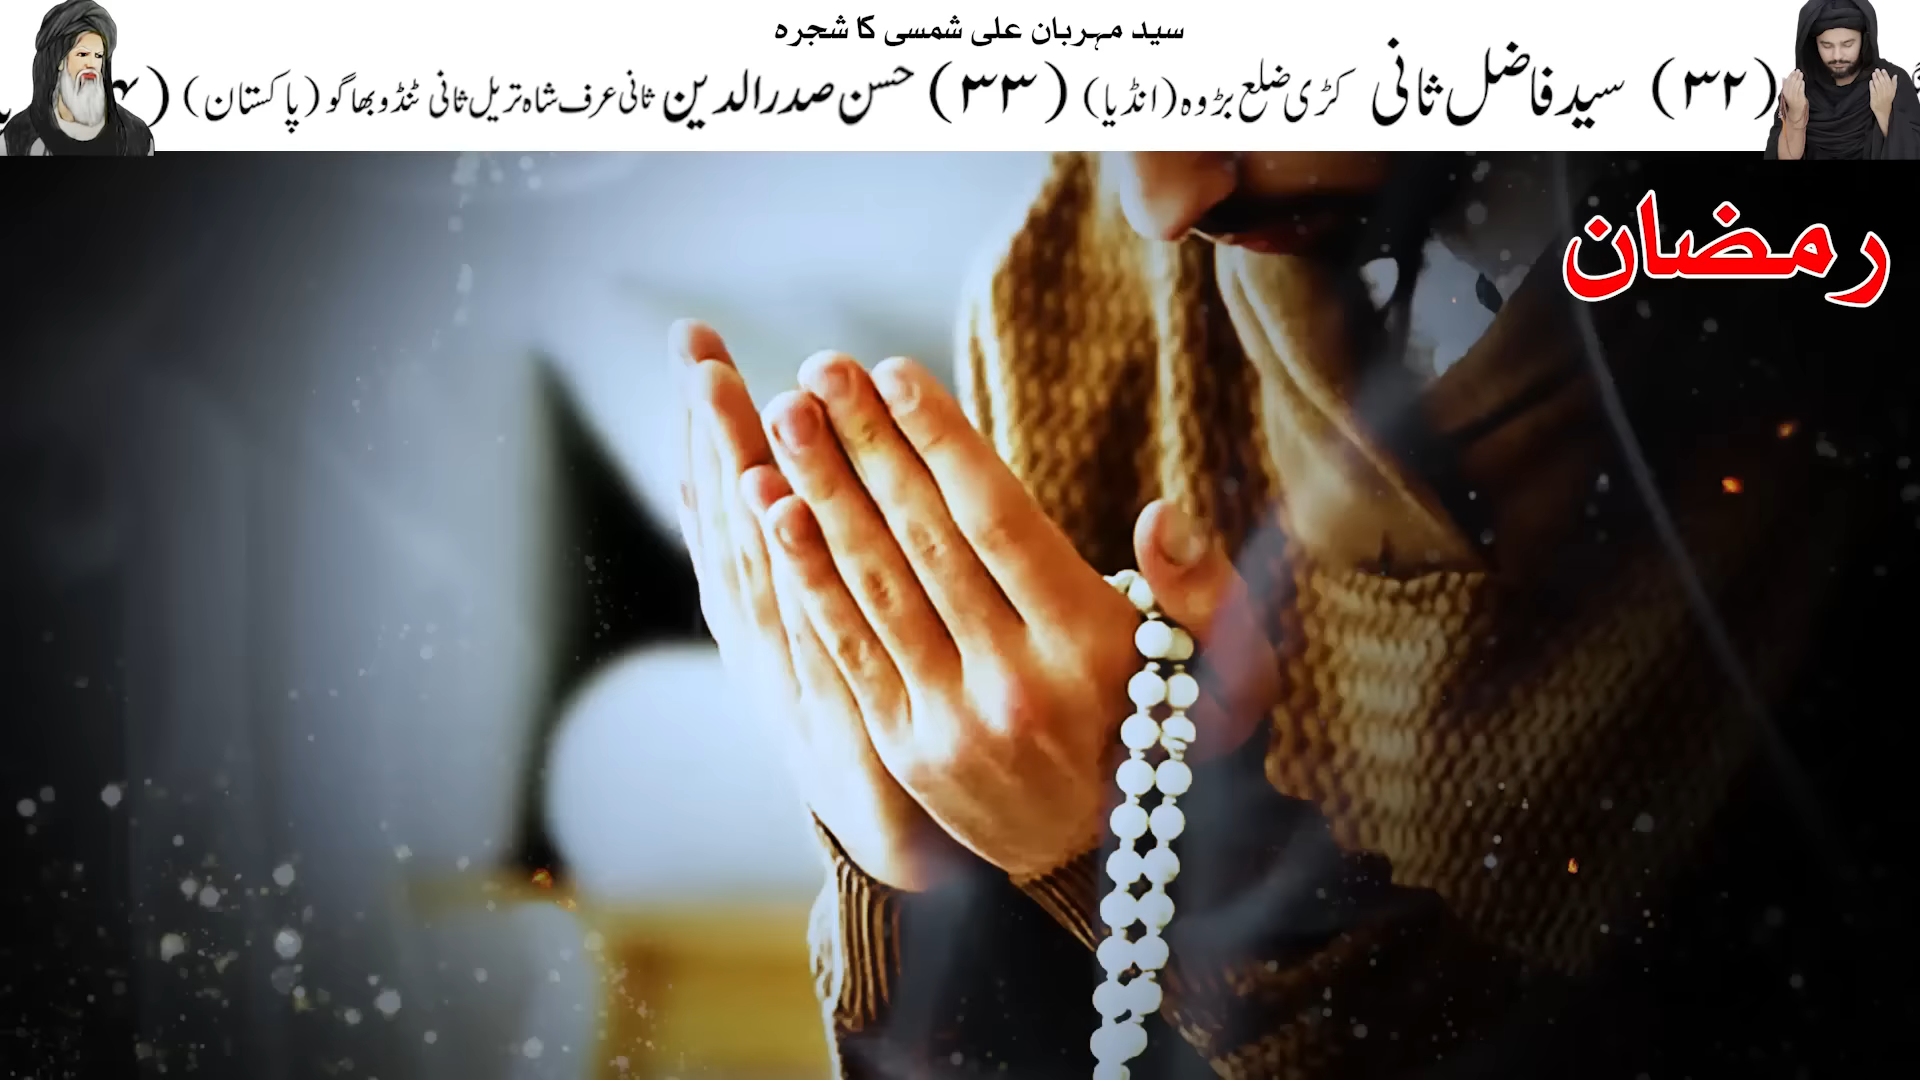 سید مہربان علی شمسی کا شجرہ
(۳۲) سید فاضل ثانی کڑی ضلع بڑوہ (انڈیا) (۳۳) حسن صدرالدین ثانی عرف شاہ تریل ثانی ٹنڈو بھاگو (پاکستان) (
رمضان